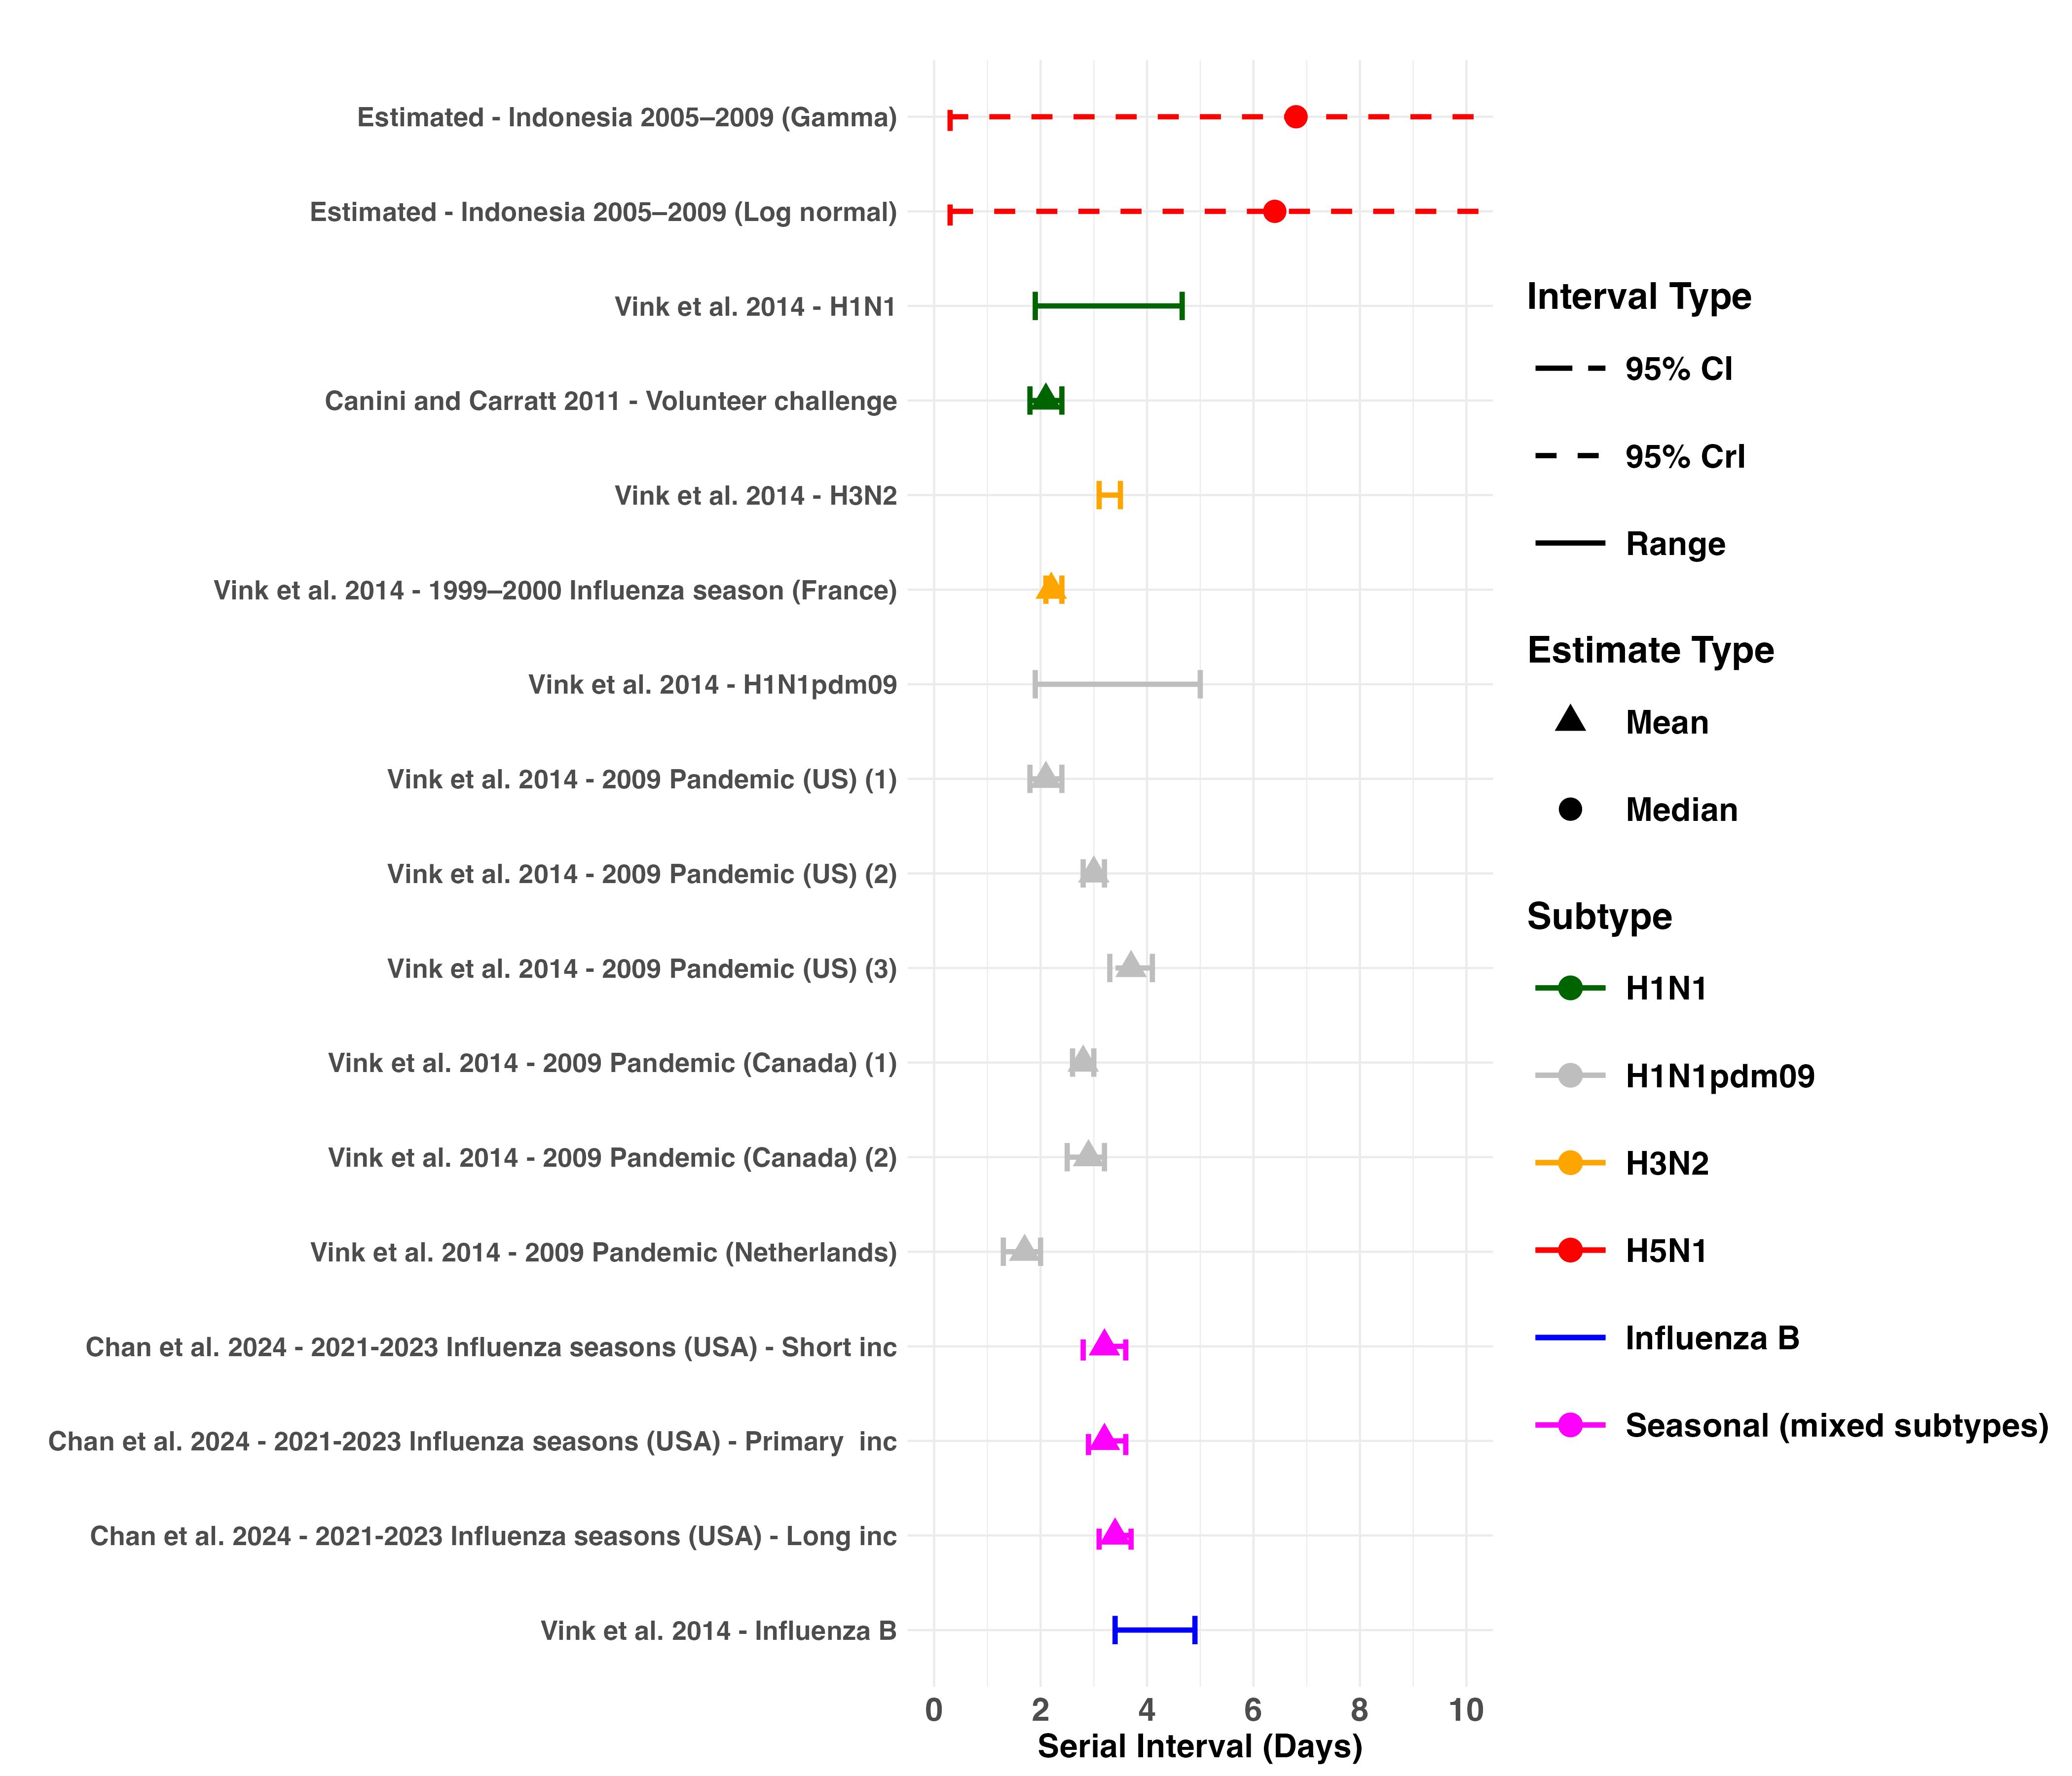 Estimated - Indonesia 2005–2009 (Gamma)
Estimated - Indonesia 2005–2009 (Log normal)
Vink et al. 2014 - H1N1
Canini and Carratt 2011 - Volunteer challenge
Vink et al. 2014 - H3N2
Vink et al. 2014 - 1999–2000 Influenza season (France)
Vink et al. 2014 - H1N1pdm09
Vink et al. 2014 - 2009 Pandemic (US) (1)
Vink et al. 2014 - 2009 Pandemic (US) (2)
Vink et al. 2014 - 2009 Pandemic (US) (3)
Vink et al. 2014 - 2009 Pandemic (Canada) (1)
Vink et al. 2014 - 2009 Pandemic (Canada) (2)
Vink et al. 2014 - 2009 Pandemic (Netherlands)
Chan et al. 2024 - 2021-2023 Influenza seasons (USA) - Short inc
Chan et al. 2024 - 2021-2023 Influenza seasons (USA) - Primary  inc
Chan et al. 2024 - 2021-2023 Influenza seasons (USA) - Long inc
Vink et al. 2014 - Influenza B
0 2 4 6 8 10
Serial Interval (Days)
Interval Type
95% CI
95% CrI
Range
Estimate Type
Mean
Median
Subtype
H1N1
H1N1pdm09
H3N2
H5N1
Influenza B
Seasonal (mixed subtypes)